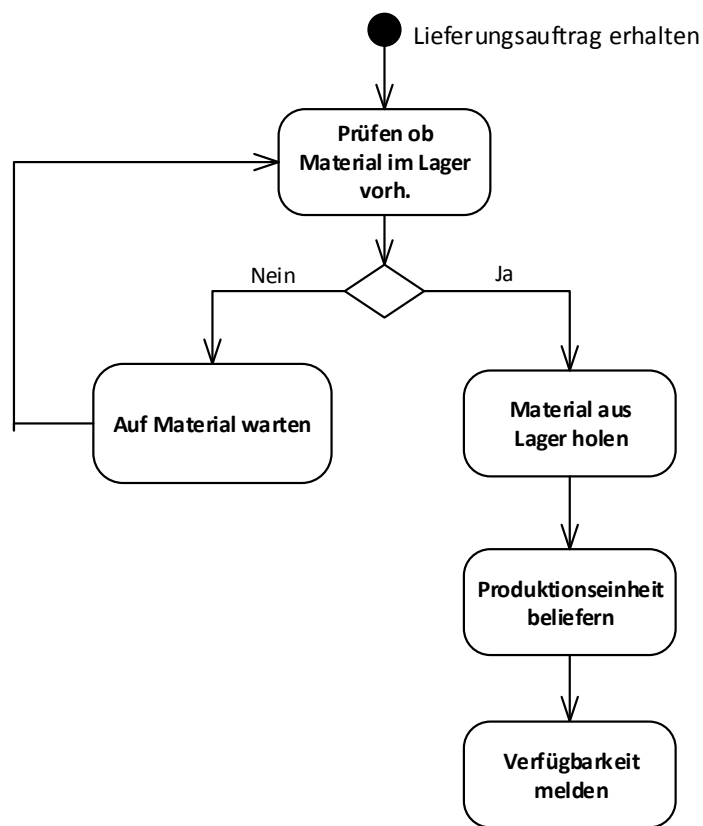 Lieferungsauftrag erhalten
Prüfen ob
Material im Lager
vorh.
Nein
Ja
Auf Material warten
Material aus
Lager holen
Produktionseinheit
beliefern
Verfügbarkeit
melden